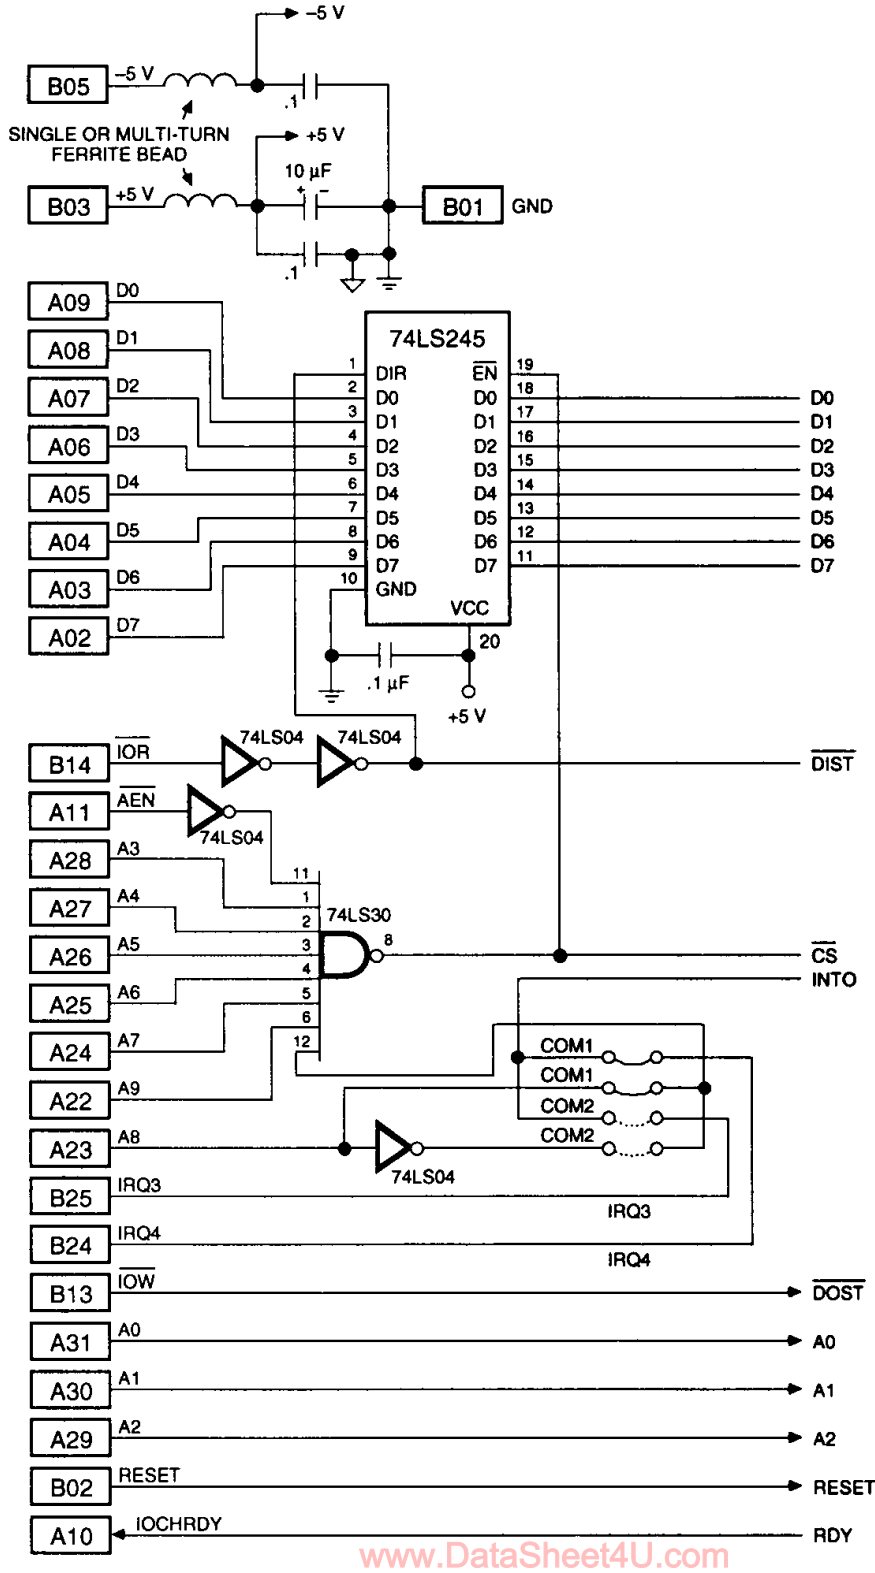 –5 V
B05 –5 V
.1
SINGLE OR MULTI-TURN
FERRITE BEAD
+5 V
10 µF
+ –
B03 +5 V
B01 GND
.1
A09 D0
A08 D1
A07 D2
A06 D3
A05 D4
A04 D5
A03 D6
A02 D7
74LS245
1 DIR EN 19
2 D0 D0 18 D0
3 D1 D1 17 D1
4 D2 D2 16 D2
5 D3 D3 15 D3
6 D4 D4 14 D4
7 D5 D5 13 D5
8 D6 D6 12 D6
9 D7 D7 11 D7
10 GND
VCC
20
.1 µF
+5 V
74LS04 74LS04
B14 IOR DIST
A11 AEN
74LS04
A28 A3
A27 A4
A26 A5
A25 A6
A24 A7
A22 A9
A23 A8
11
1
2
3
4
5
6
12
74LS30
8
CS
INTO
COM1
COM1
COM2
COM2
74LS04
B25 IRQ3
IRQ3
B24 IRQ4
IRQ4
B13 IOW DOST
A31 A0 A0
A30 A1 A1
A29 A2 A2
B02 RESET RESET
A10 IOCHRDY RDY
www.DataSheet4U.com